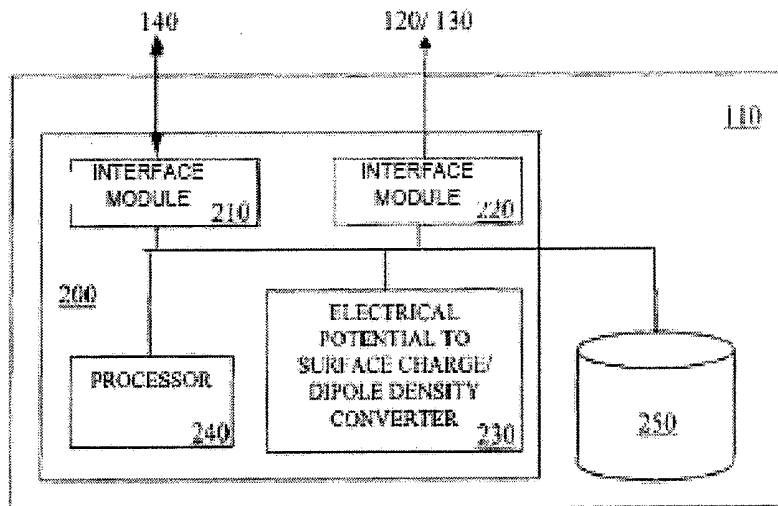 140
120/ 130
110
INTERFACE
MODULE
210
INTERFACE
MODULE
220
200
ELECTRICAL
POTENTIAL TO
SURFACE CHARGE/
DIPOLE DENSITY
CONVERTER
230
PROCESSOR
240
250